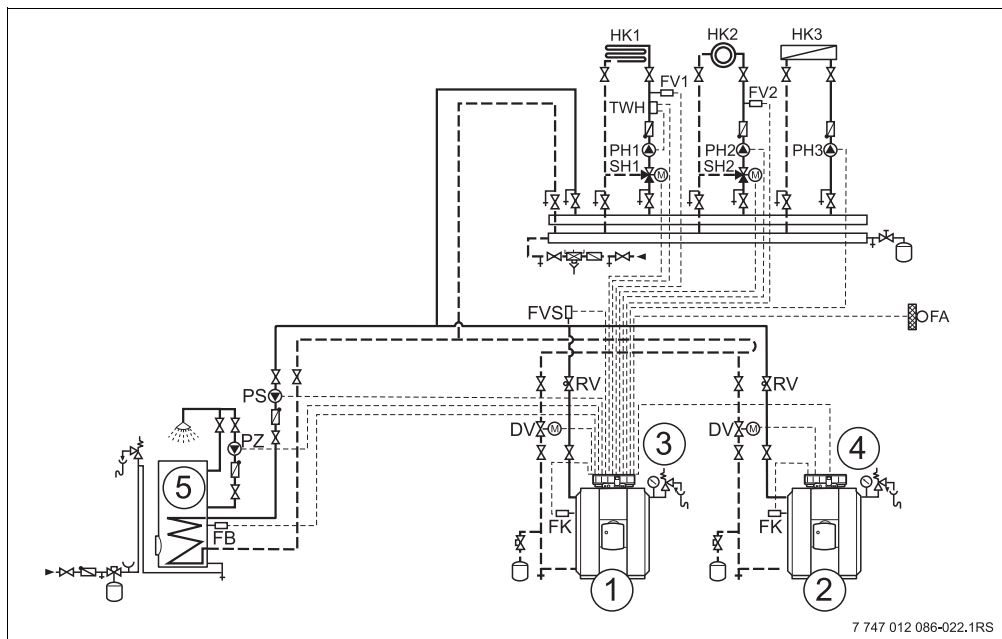 HK1 HK2 HK3
FV1 FV2
TWH
PH1 PH2 PH3
SH1 M SH2 M
FVS FA
RV RV
PS
DV M DV M
PZ
3 4
5
FK FK
FB
1 2
7 747 012 086-022.1RS